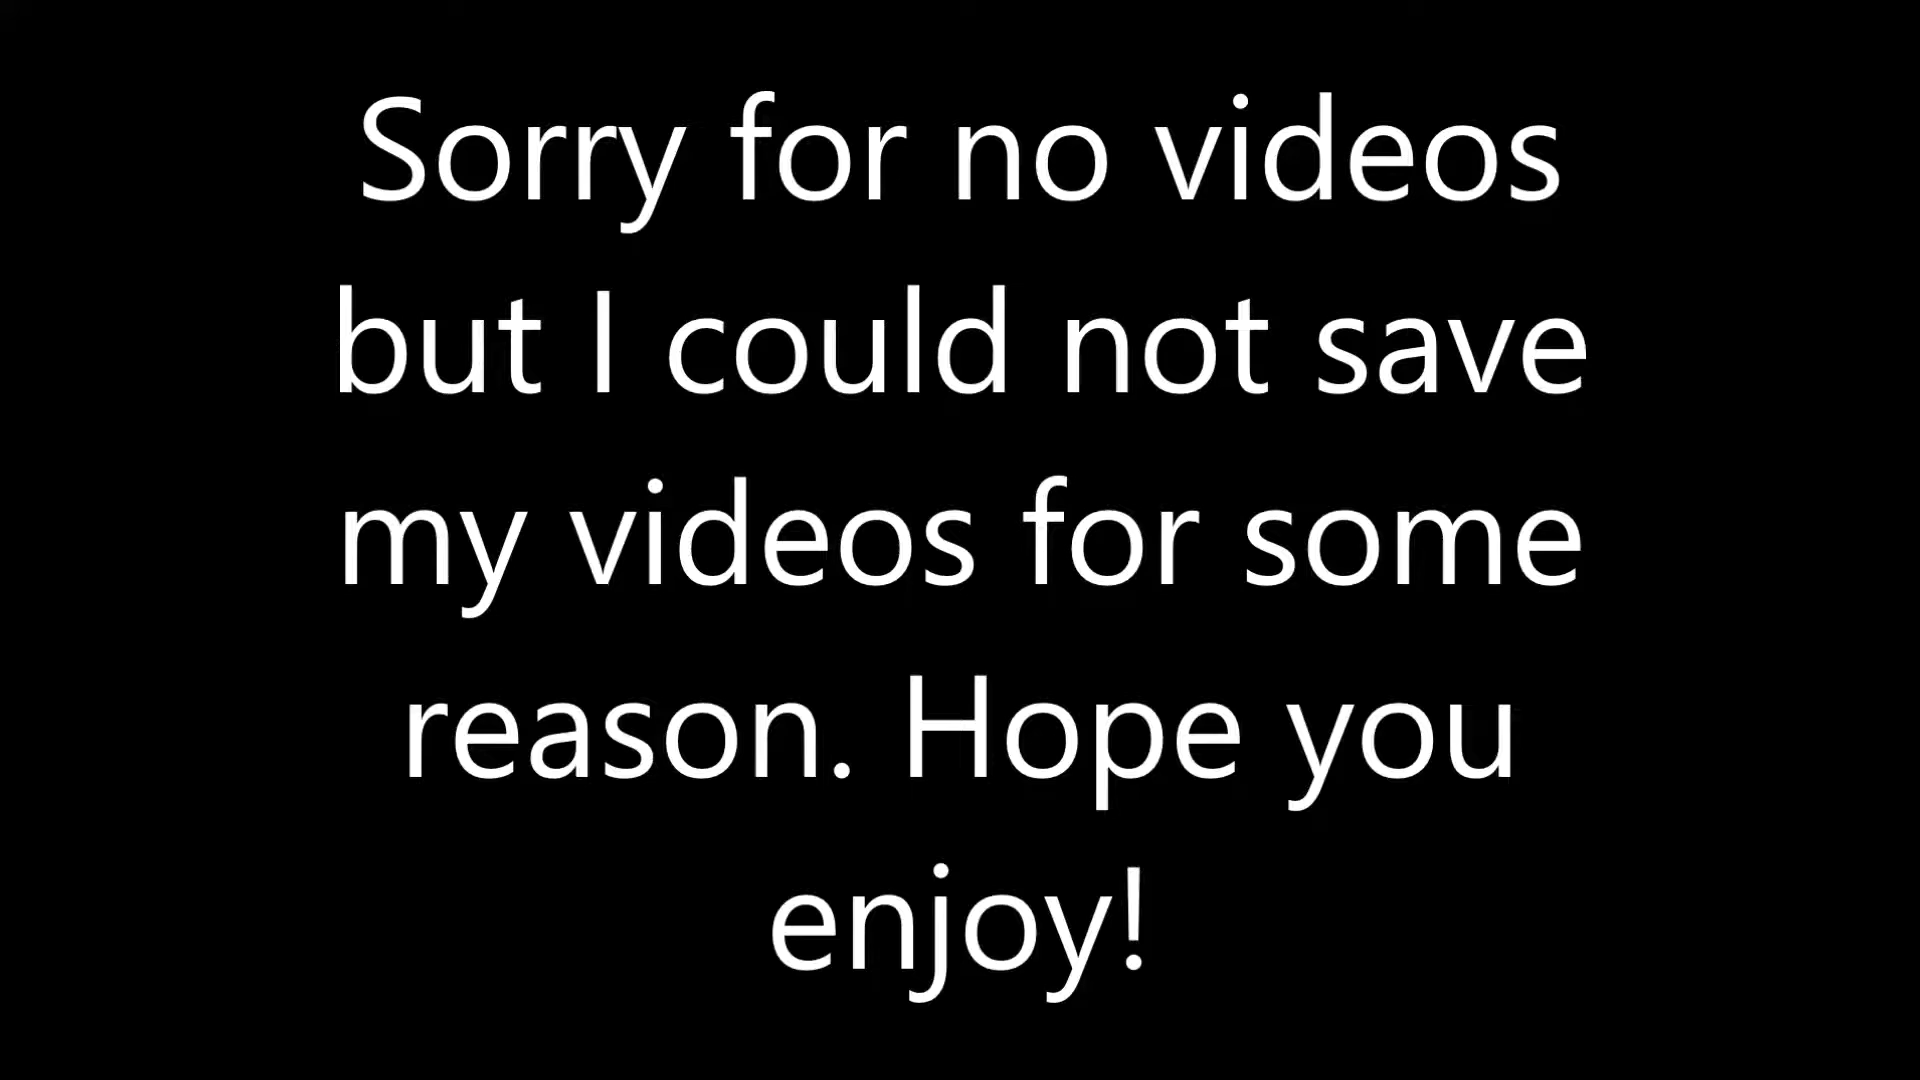 Sorry for no videos
but I could not save
my videos for some
reason. Hope you
enjoy!